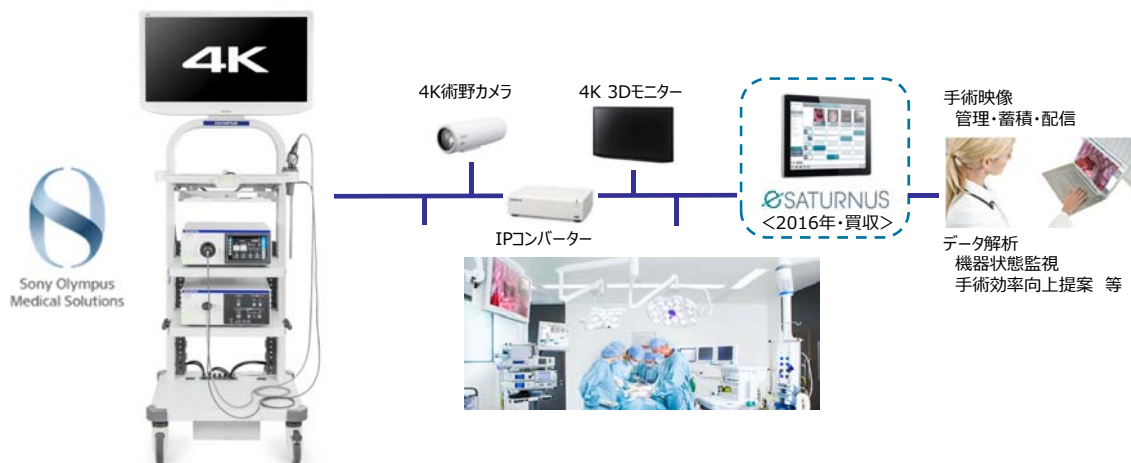 4K
OLYMPUS
Sony Olympus
Medical Solutions
4K術野カメラ
4K 3Dモニター
IPコンバーター
eSATURNUS
＜2016年・買収＞
手術映像
管理・蓄積・配信
データ解析
機器状態監視
手術効率向上提案 等